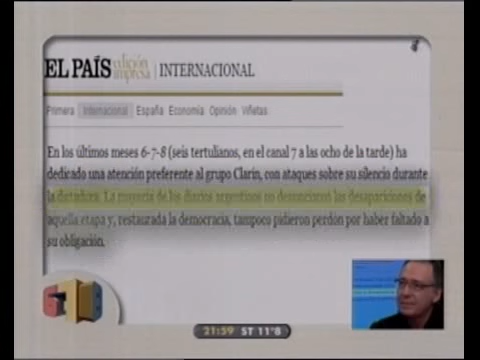 EL PAÍS edición impresa | INTERNACIONAL
Primera Internacional España Economía Opinión Viñetas
En los últimos meses 6-7-8 (seis tertulianos, en el canal 7 a las ocho de la tarde) ha
dedicado una atención preferente al grupo Clarín, con ataques sobre su silencio durante
la dictadura. La mayoría de los diarios argentinos no denunciaron las desapariciones de
aquella etapa y, restaurada la democracia, tampoco pidieron perdón por haber faltado a
su obligación.
678
21:59 ST 11°8